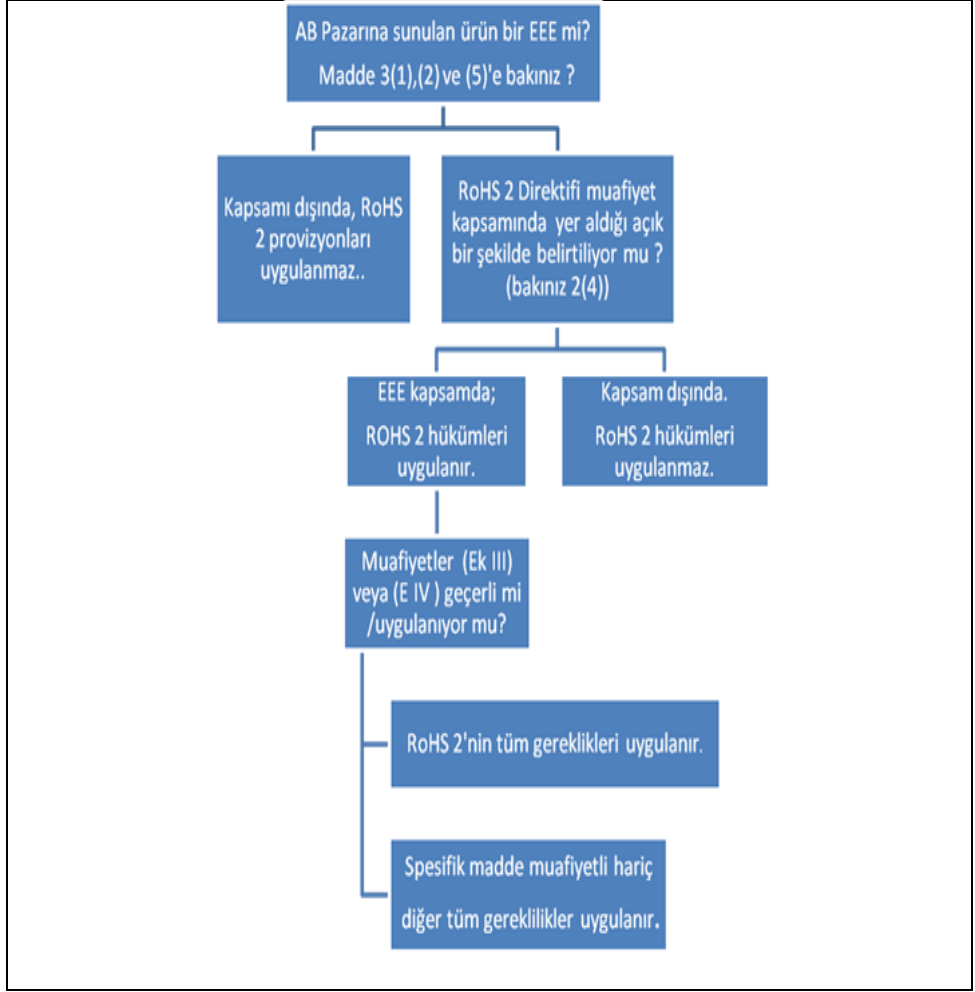 AB Pazarına sunulan ürün bir EEE mi?
Madde 3(1),(2) ve (5)'e bakınız ?
Kapsamı dışında, RoHS
2 provizyonları
uygulanmaz..
RoHS 2 Direktifi muafiyet
kapsamında yer aldığı açık
bir şekilde belirtiliyor mu ?
(bakınız 2(4))
EEE kapsamda;
ROHS 2 hükümleri
uygulanır.
Kapsam dışında.
RoHS 2 hükümleri
uygulanmaz.
Muafiyetler (Ek III)
veya (E IV ) geçerli mi
/uygulanıyor mu?
RoHS 2'nin tüm gereklikleri uygulanır.
Spesifik madde muafiyetli hariç
diğer tüm gereklilikler uygulanır.